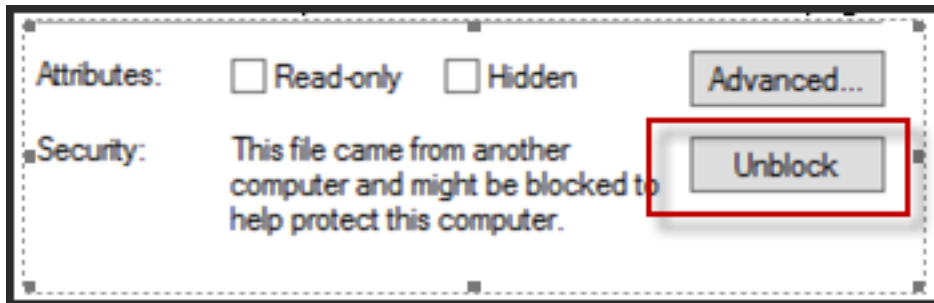 Attributes: Read-only Hidden Advanced...
Security: This file came from another Unblock
computer and might be blocked to
help protect this computer.